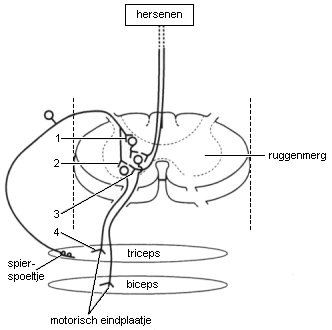 hersenen
1
2
ruggenmerg
3
4
triceps
spier-
spoeltje
biceps
motorisch eindplaatje